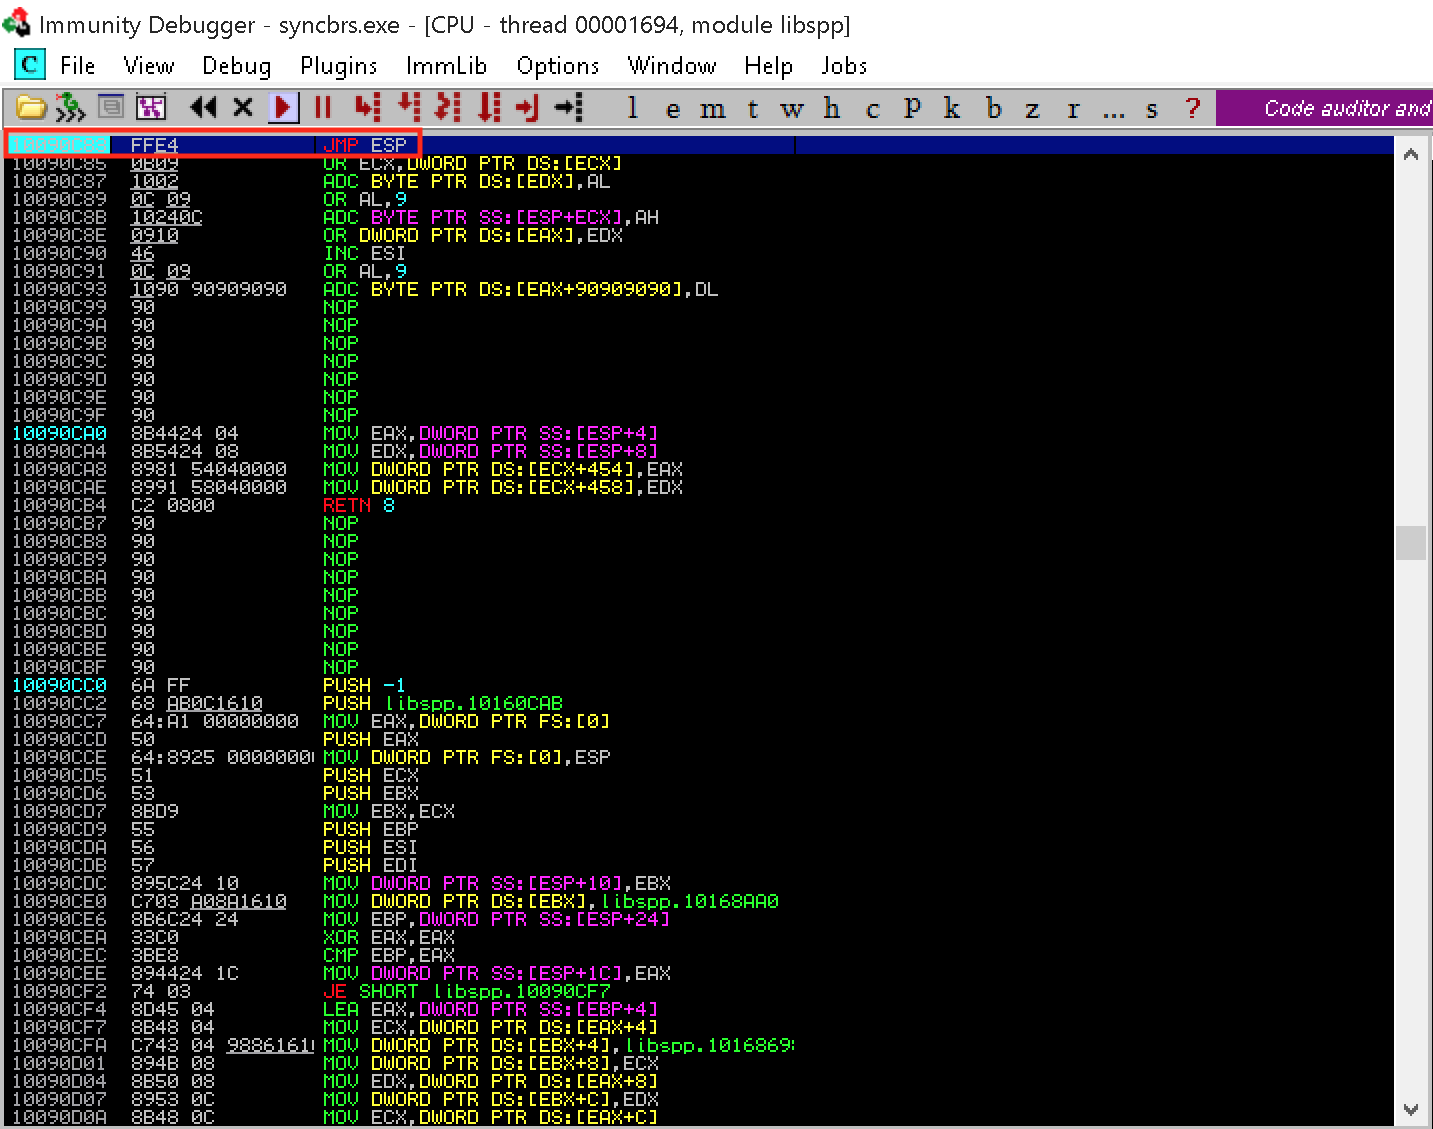 Immunity Debugger - syncbrs.exe - [CPU - thread 00001694, module libspp]
C File View Debug Plugins ImmLib Options Window Help Jobs
l e m t w h c P k b z r ... s ? Code auditor and
10090C83 FFE4 JMP ESP
10090C85 0B09 OR ECX,DWORD PTR DS:[ECX]
10090C87 1002 ADC BYTE PTR DS:[EDX],AL
10090C89 0C 09 OR AL,9
10090C8B 10240C ADC BYTE PTR SS:[ESP+ECX],AH
10090C8E 0910 OR DWORD PTR DS:[EAX],EDX
10090C90 46 INC ESI
10090C91 0C 09 OR AL,9
10090C93 1090 90909090 ADC BYTE PTR DS:[EAX+90909090],DL
10090C99 90 NOP
10090C9A 90 NOP
10090C9B 90 NOP
10090C9C 90 NOP
10090C9D 90 NOP
10090C9E 90 NOP
10090C9F 90 NOP
10090CA0 8B4424 04 MOV EAX,DWORD PTR SS:[ESP+4]
10090CA4 8B5424 08 MOV EDX,DWORD PTR SS:[ESP+8]
10090CA8 8981 54040000 MOV DWORD PTR DS:[ECX+454],EAX
10090CAE 8991 58040000 MOV DWORD PTR DS:[ECX+458],EDX
10090CB4 C2 0800 RETN 8
10090CB7 90 NOP
10090CB8 90 NOP
10090CB9 90 NOP
10090CBA 90 NOP
10090CBB 90 NOP
10090CBC 90 NOP
10090CBD 90 NOP
10090CBE 90 NOP
10090CBF 90 NOP
10090CC0 6A FF PUSH -1
10090CC2 68 AB0C1610 PUSH libspp.10160CAB
10090CC7 64:A1 00000000 MOV EAX,DWORD PTR FS:[0]
10090CCD 50 PUSH EAX
10090CCE 64:8925 0000000 MOV DWORD PTR FS:[0],ESP
10090CD5 51 PUSH ECX
10090CD6 53 PUSH EBX
10090CD7 8BD9 MOV EBX,ECX
10090CD9 55 PUSH EBP
10090CDA 56 PUSH ESI
10090CDB 57 PUSH EDI
10090CDC 895C24 10 MOV DWORD PTR SS:[ESP+10],EBX
10090CE0 C703 A08A1610 MOV DWORD PTR DS:[EBX],libspp.10168AA0
10090CE6 8B6C24 24 MOV EBP,DWORD PTR SS:[ESP+24]
10090CEA 33C0 XOR EAX,EAX
10090CEC 3BE8 CMP EBP,EAX
10090CEE 894424 1C MOV DWORD PTR SS:[ESP+1C],EAX
10090CF2 74 03 JE SHORT libspp.10090CF7
10090CF4 8D45 04 LEA EAX,DWORD PTR SS:[EBP+4]
10090CF7 8B48 04 MOV ECX,DWORD PTR DS:[EAX+4]
10090CFA C743 04 9886161 MOV DWORD PTR DS:[EBX+4],libspp.1016869
10090D01 894B 08 MOV DWORD PTR DS:[EBX+8],ECX
10090D04 8B50 08 MOV EDX,DWORD PTR DS:[EAX+8]
10090D07 8953 0C MOV DWORD PTR DS:[EBX+C],EDX
10090D0A 8B48 0C MOV ECX,DWORD PTR DS:[EAX+C]